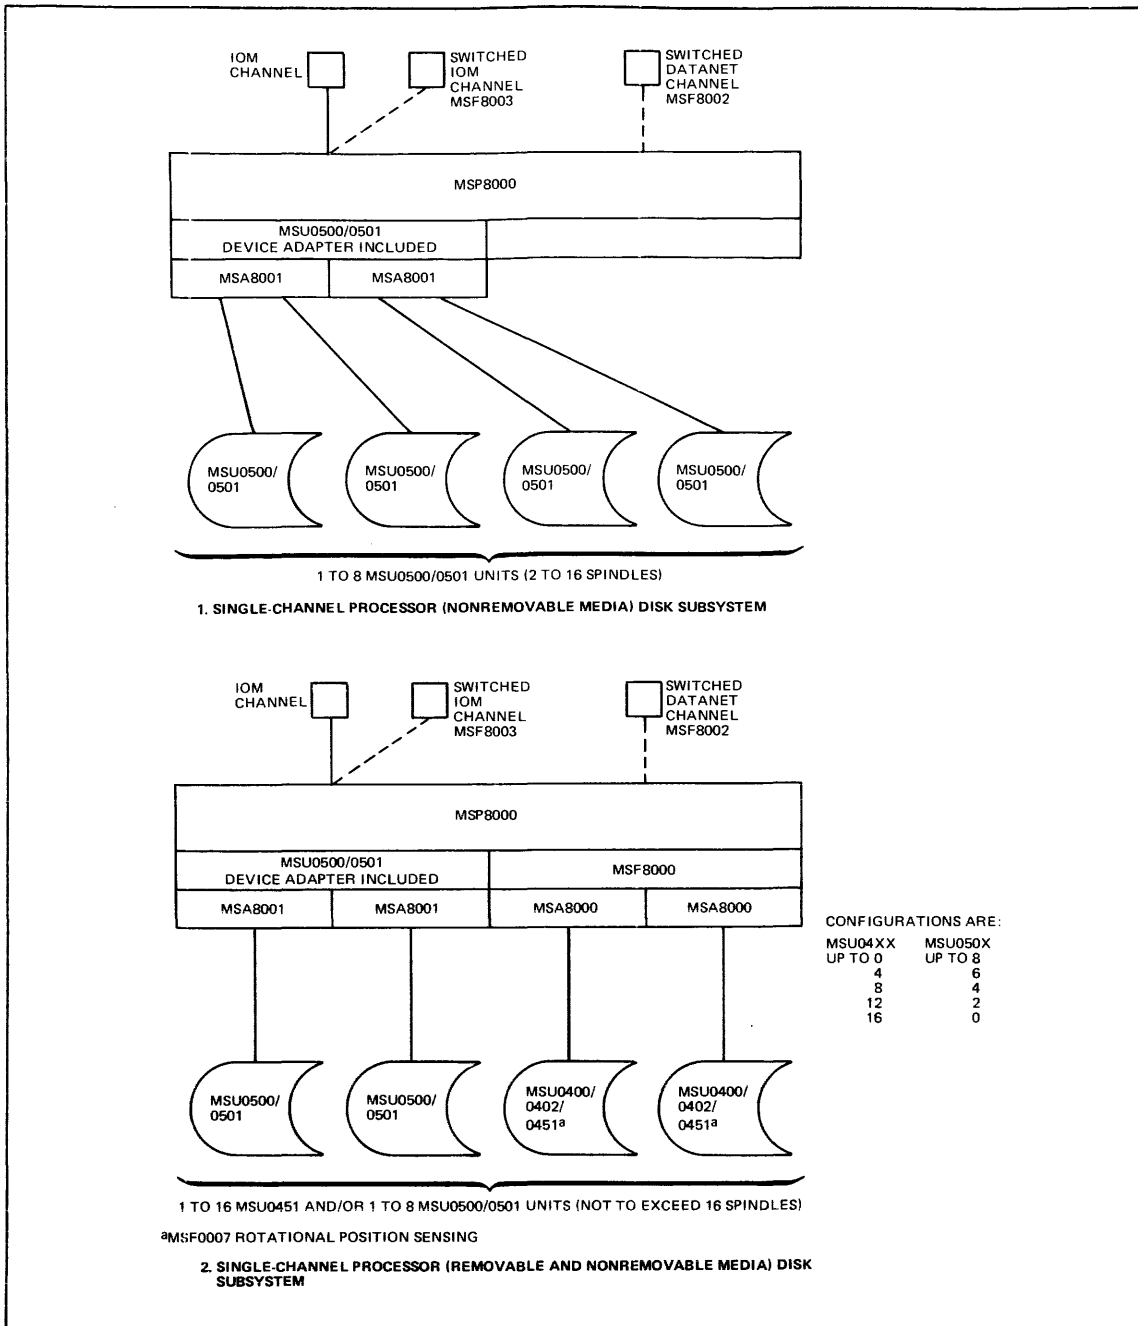 IOM
CHANNEL
SWITCHED
IOM
CHANNEL
MSF8003
SWITCHED
DATANET
CHANNEL
MSF8002
MSP8000
MSU0500/0501
DEVICE ADAPTER INCLUDED
MSA8001
MSA8001
MSU0500/
0501
MSU0500/
0501
MSU0500/
0501
MSU0500/
0501
1 TO 8 MSU0500/0501 UNITS (2 TO 16 SPINDLES)
1. SINGLE-CHANNEL PROCESSOR (NONREMOVABLE MEDIA) DISK SUBSYSTEM
IOM
CHANNEL
SWITCHED
IOM
CHANNEL
MSF8003
SWITCHED
DATANET
CHANNEL
MSF8002
MSP8000
MSU0500/0501
DEVICE ADAPTER INCLUDED
MSF8000
MSA8001
MSA8001
MSA8000
MSA8000
CONFIGURATIONS ARE:
MSU04XX MSU050X
UP TO 0 UP TO 8
4 6
8 4
12 2
16 0
MSU0500/
0501
MSU0500/
0501
MSU0400/
0402/
0451a
MSU0400/
0402/
0451a
1 TO 16 MSU0451 AND/OR 1 TO 8 MSU0500/0501 UNITS (NOT TO EXCEED 16 SPINDLES)
aMSF0007 ROTATIONAL POSITION SENSING
2. SINGLE-CHANNEL PROCESSOR (REMOVABLE AND NONREMOVABLE MEDIA) DISK
SUBSYSTEM